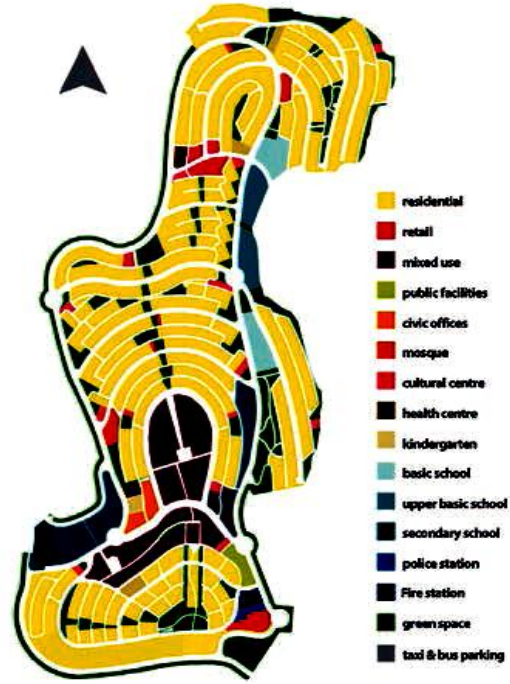 residential
retail
mixed use
public facilities
civic offices
mosque
cultural centre
health centre
kindergarten
basic school
upper basic school
secondary school
police station
Fire station
green space
taxi & bus parking